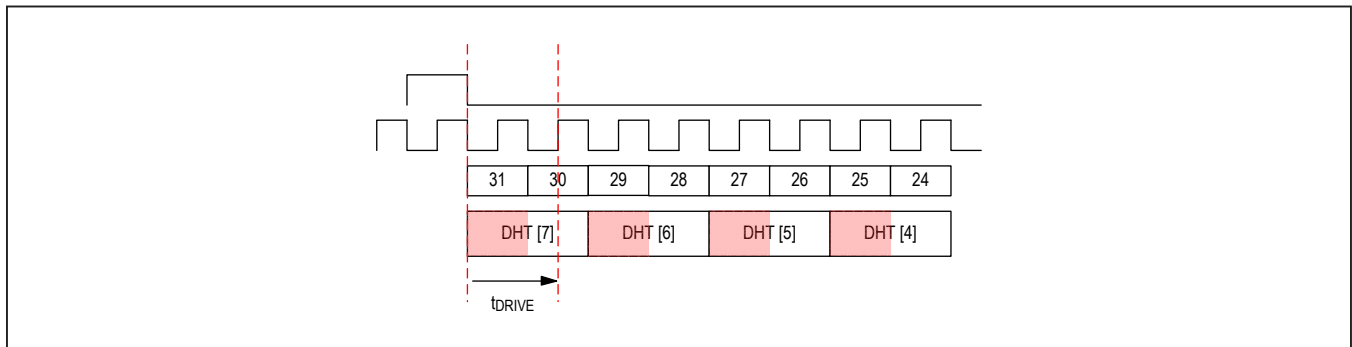 31 30 29 28 27 26 25 24
DHT [7] DHT [6] DHT [5] DHT [4]
tDRIVE